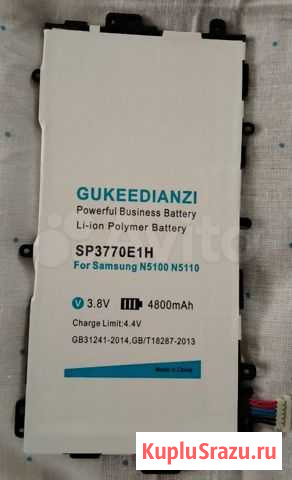 GUKEEDIANZI
Powerful Business Battery
Li-ion Polymer Battery
SP3770E1H
For Samsung N5100 N5110
V 3.8V 4800mAh
Charge Limit:4.4V
GB31241-2014,GB/T18287-2013
Made in China
Avito
KupluSrazu.ru